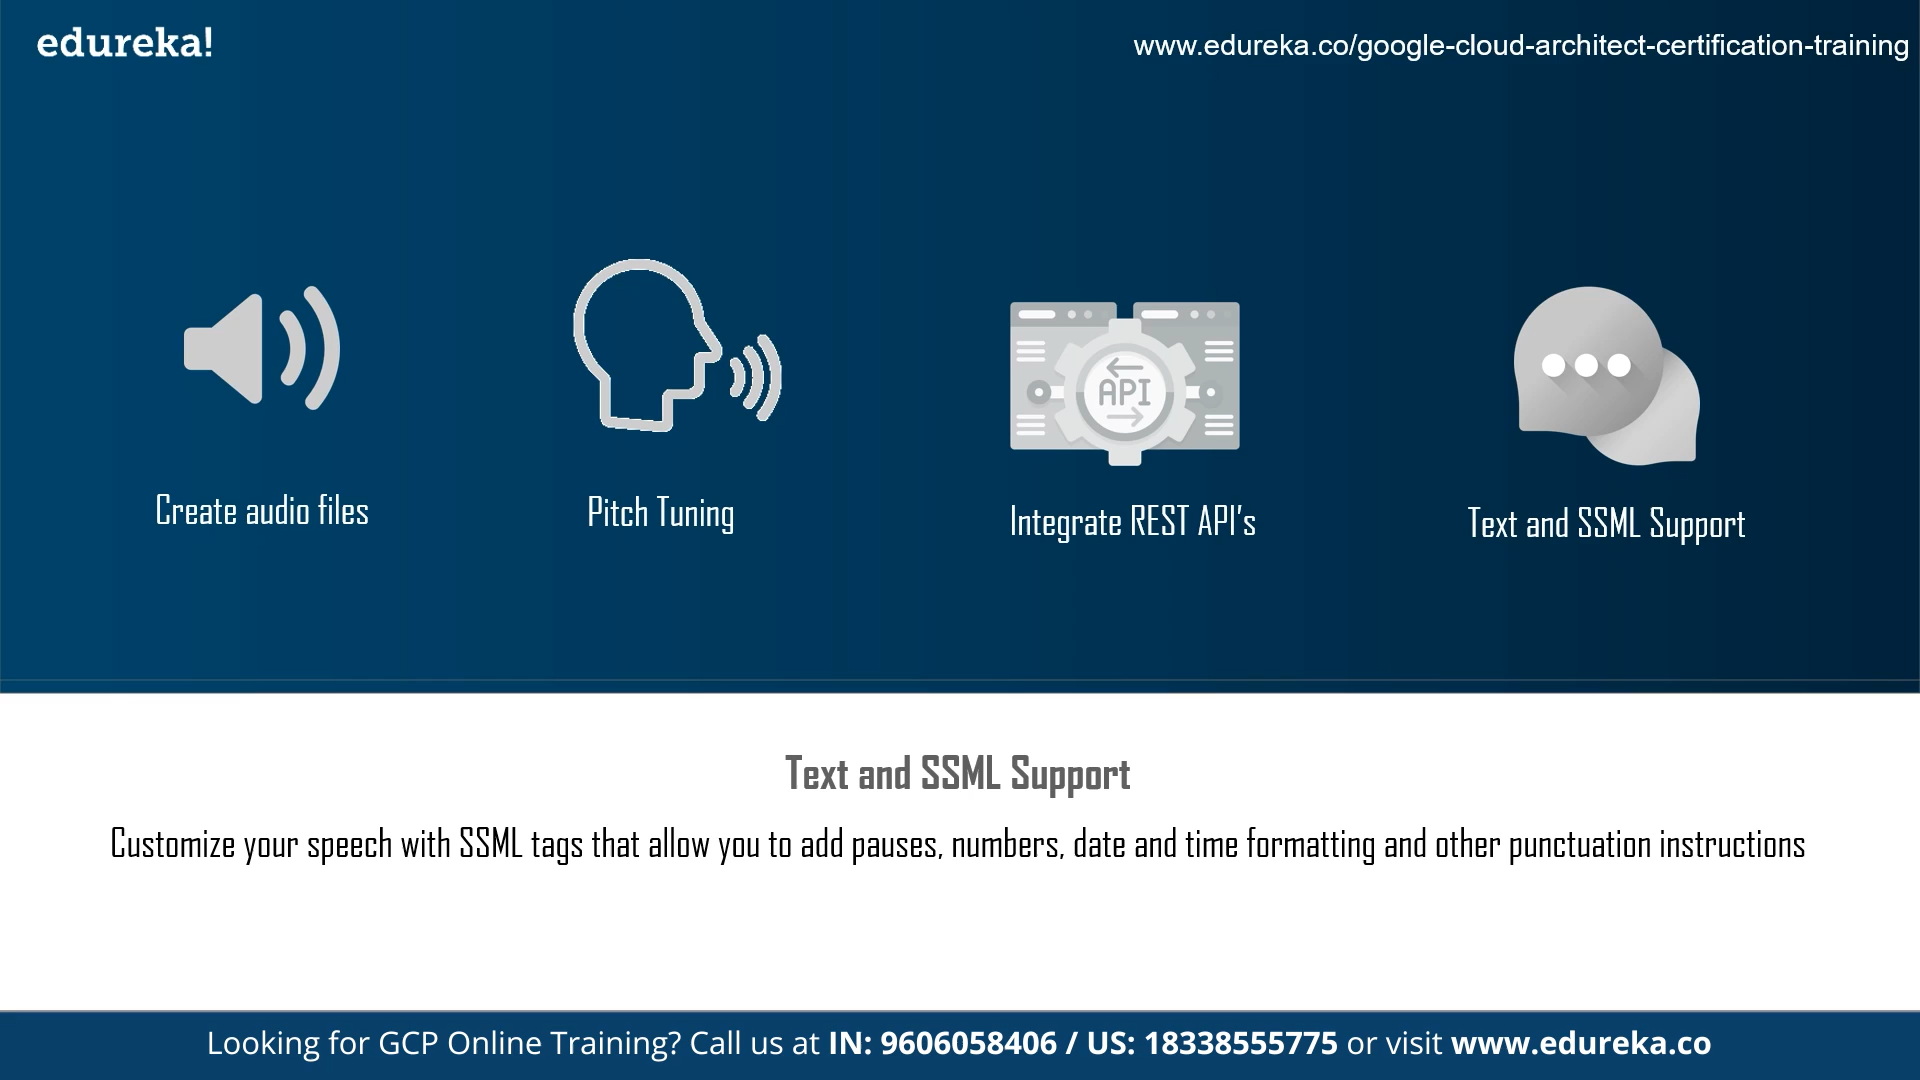 edureka!
www.edureka.co/google-cloud-architect-certification-training
API
Create audio files
Pitch Tuning
Integrate REST API's
Text and SSML Support
Text and SSML Support
Customize your speech with SSML tags that allow you to add pauses, numbers, date and time formatting and other punctuation instructions
Looking for GCP Online Training? Call us at IN: 9606058406 / US: 18338555775 or visit www.edureka.co